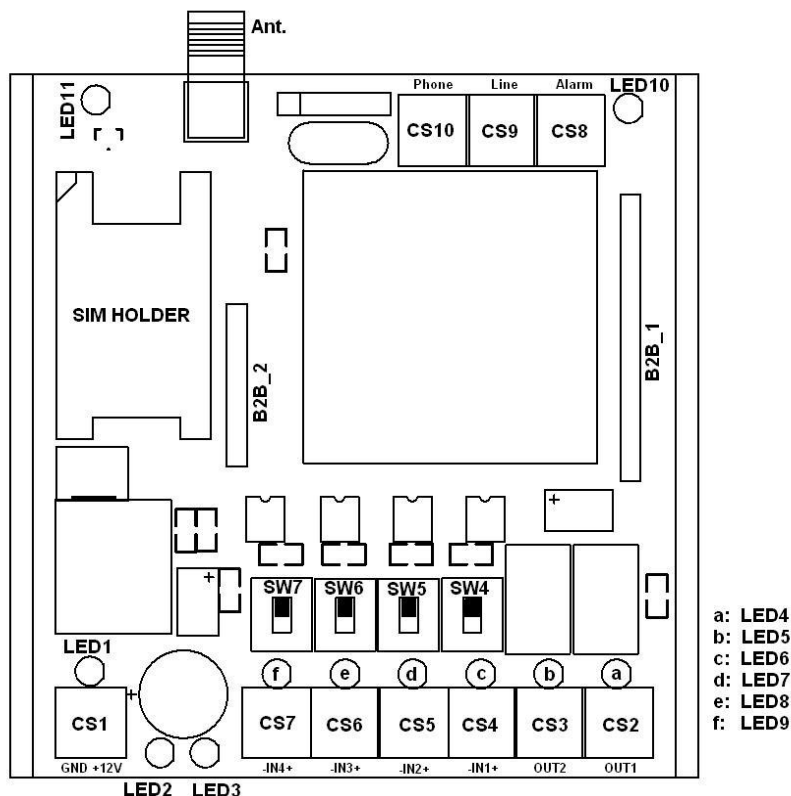 Ant.
Phone Line Alarm
LED10
LED11
CS10 CS9 CS8
SIM HOLDER
B2B_2
B2B_1
+
SW7 SW6 SW5 SW4
+
LED1
f e d c b a
+
CS1 CS7 CS6 CS5 CS4 CS3 CS2
GND +12V -IN4+ -IN3+ -IN2+ -IN1+ OUT2 OUT1
LED2 LED3
a: LED4
b: LED5
c: LED6
d: LED7
e: LED8
f: LED9